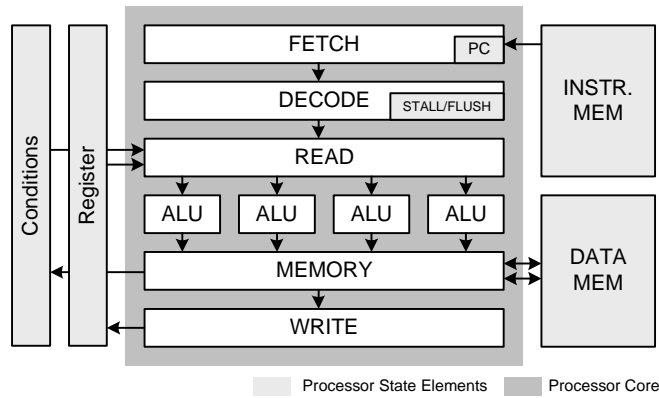 FETCH
PC
DECODE
STALL/FLUSH
READ
ALU ALU ALU ALU
MEMORY
WRITE
Conditions
Register
INSTR.
MEM
DATA
MEM
Processor State Elements
Processor Core